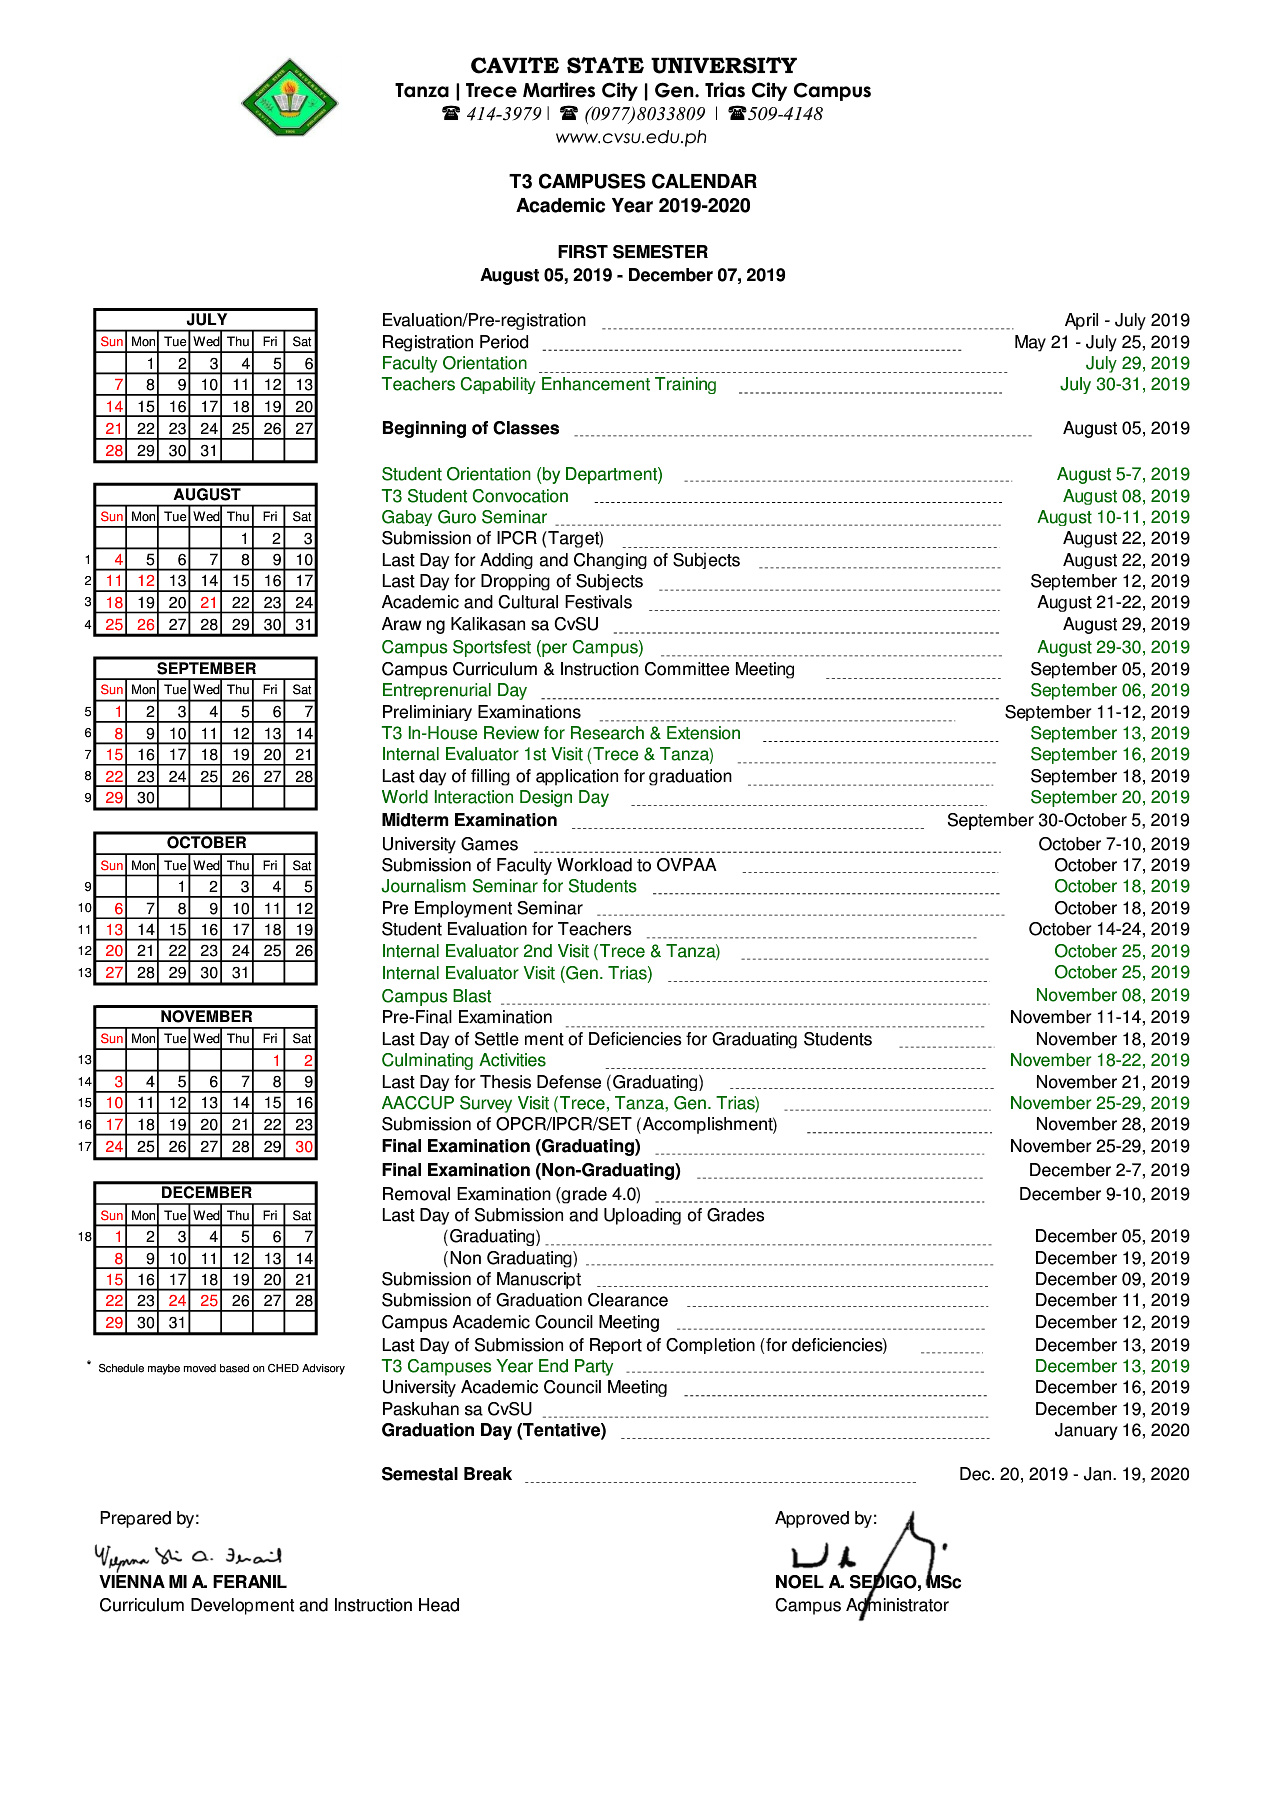 CAVITE STATE UNIVERSITY
Tanza | Trece Martires City | Gen. Trias City Campus
☎ 414-3979 | ☎ (0977)8033809 | ☎509-4148
www.cvsu.edu.ph
T3 CAMPUSES CALENDAR
Academic Year 2019-2020
FIRST SEMESTER
August 05, 2019 - December 07, 2019
JULY
Sun Mon Tue Wed Thu Fri Sat
1 2 3 4 5 6
7 8 9 10 11 12 13
14 15 16 17 18 19 20
21 22 23 24 25 26 27
28 29 30 31
AUGUST
Sun Mon Tue Wed Thu Fri Sat
1 2 3
1 4 5 6 7 8 9 10
2 11 12 13 14 15 16 17
3 18 19 20 21 22 23 24
4 25 26 27 28 29 30 31
SEPTEMBER
Sun Mon Tue Wed Thu Fri Sat
5 1 2 3 4 5 6 7
6 8 9 10 11 12 13 14
7 15 16 17 18 19 20 21
8 22 23 24 25 26 27 28
9 29 30
OCTOBER
Sun Mon Tue Wed Thu Fri Sat
9 1 2 3 4 5
10 6 7 8 9 10 11 12
11 13 14 15 16 17 18 19
12 20 21 22 23 24 25 26
13 27 28 29 30 31
NOVEMBER
Sun Mon Tue Wed Thu Fri Sat
13 1 2
14 3 4 5 6 7 8 9
15 10 11 12 13 14 15 16
16 17 18 19 20 21 22 23
17 24 25 26 27 28 29 30
DECEMBER
Sun Mon Tue Wed Thu Fri Sat
18 1 2 3 4 5 6 7
8 9 10 11 12 13 14
15 16 17 18 19 20 21
22 23 24 25 26 27 28
29 30 31
* Schedule maybe moved based on CHED Advisory
Evaluation/Pre-registration April - July 2019
Registration Period May 21 - July 25, 2019
Faculty Orientation July 29, 2019
Teachers Capability Enhancement Training July 30-31, 2019
Beginning of Classes August 05, 2019
Student Orientation (by Department) August 5-7, 2019
T3 Student Convocation August 08, 2019
Gabay Guro Seminar August 10-11, 2019
Submission of IPCR (Target) August 22, 2019
Last Day for Adding and Changing of Subjects August 22, 2019
Last Day for Dropping of Subjects September 12, 2019
Academic and Cultural Festivals August 21-22, 2019
Araw ng Kalikasan sa CvSU August 29, 2019
Campus Sportsfest (per Campus) August 29-30, 2019
Campus Curriculum & Instruction Committee Meeting September 05, 2019
Entreprenurial Day September 06, 2019
Preliminiary Examinations September 11-12, 2019
T3 In-House Review for Research & Extension September 13, 2019
Internal Evaluator 1st Visit (Trece & Tanza) September 16, 2019
Last day of filling of application for graduation September 18, 2019
World Interaction Design Day September 20, 2019
Midterm Examination September 30-October 5, 2019
University Games October 7-10, 2019
Submission of Faculty Workload to OVPAA October 17, 2019
Journalism Seminar for Students October 18, 2019
Pre Employment Seminar October 18, 2019
Student Evaluation for Teachers October 14-24, 2019
Internal Evaluator 2nd Visit (Trece & Tanza) October 25, 2019
Internal Evaluator Visit (Gen. Trias) October 25, 2019
Campus Blast November 08, 2019
Pre-Final Examination November 11-14, 2019
Last Day of Settle ment of Deficiencies for Graduating Students November 18, 2019
Culminating Activities November 18-22, 2019
Last Day for Thesis Defense (Graduating) November 21, 2019
AACCUP Survey Visit (Trece, Tanza, Gen. Trias) November 25-29, 2019
Submission of OPCR/IPCR/SET (Accomplishment) November 28, 2019
Final Examination (Graduating) November 25-29, 2019
Final Examination (Non-Graduating) December 2-7, 2019
Removal Examination (grade 4.0) December 9-10, 2019
Last Day of Submission and Uploading of Grades
(Graduating) December 05, 2019
(Non Graduating) December 19, 2019
Submission of Manuscript December 09, 2019
Submission of Graduation Clearance December 11, 2019
Campus Academic Council Meeting December 12, 2019
Last Day of Submission of Report of Completion (for deficiencies) December 13, 2019
T3 Campuses Year End Party December 13, 2019
University Academic Council Meeting December 16, 2019
Paskuhan sa CvSU December 19, 2019
Graduation Day (Tentative) January 16, 2020
Semestal Break Dec. 20, 2019 - Jan. 19, 2020
Prepared by: Approved by:
Vienna Mi A. Feranil
VIENNA MI A. FERANIL NOEL A. SEDIGO, MSc
Curriculum Development and Instruction Head Campus Administrator